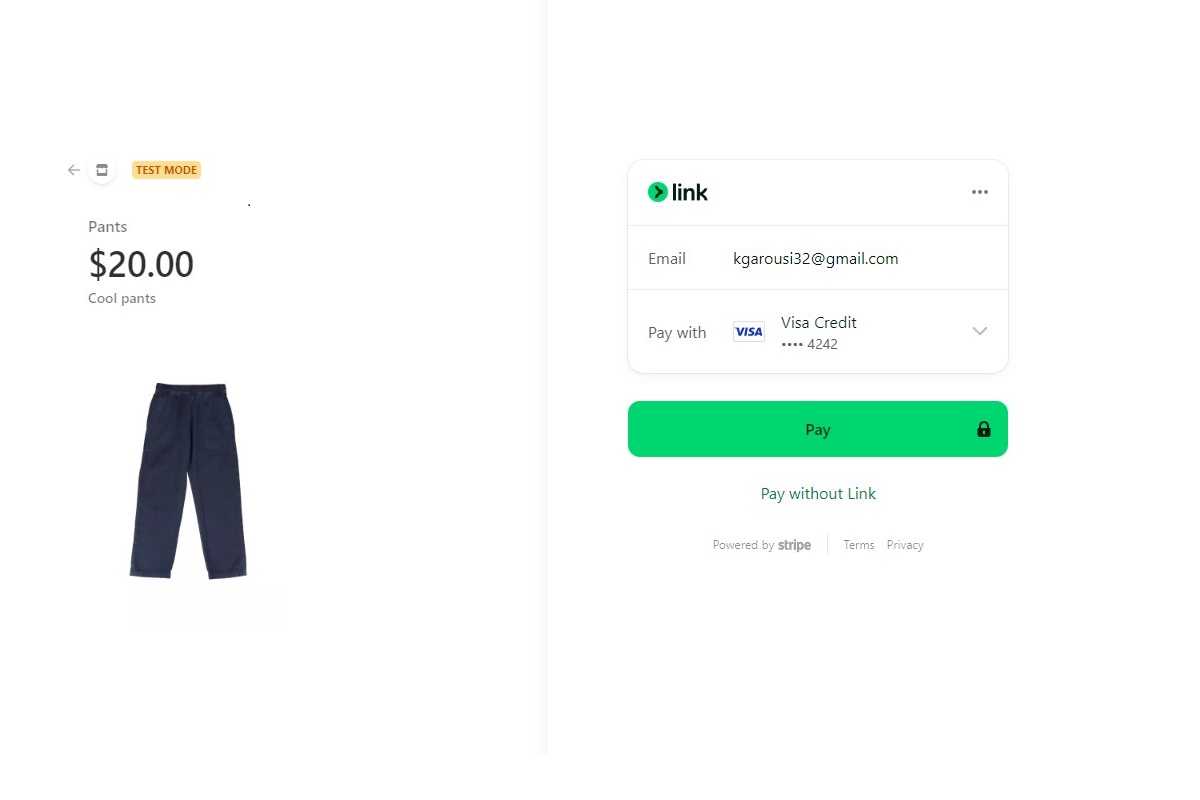 TEST MODE
Pants
$20.00
Cool pants
link
Email
kgarousi32@gmail.com
Pay with
VISA
Visa Credit
•••• 4242
Pay
Pay without Link
Powered by stripe
Terms
Privacy